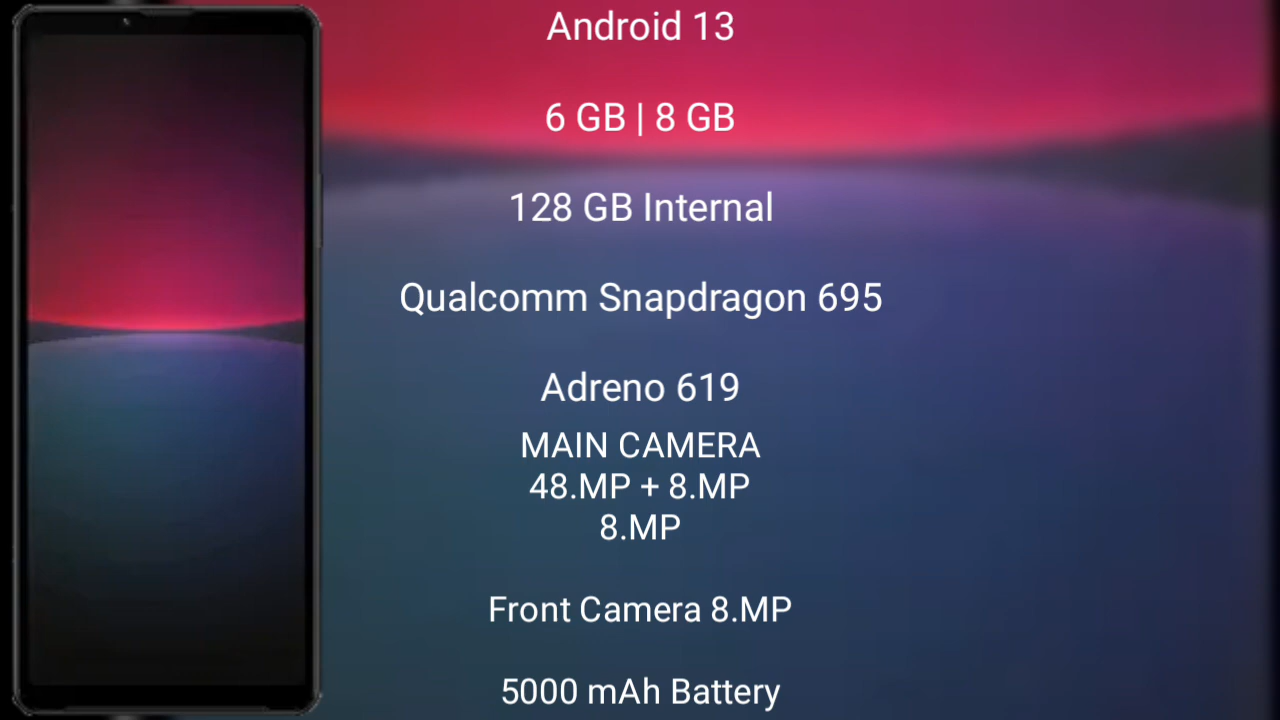 Android 13
6 GB | 8 GB
128 GB Internal
Qualcomm Snapdragon 695
Adreno 619
MAIN CAMERA
48.MP + 8.MP
8.MP
Front Camera 8.MP
5000 mAh Battery